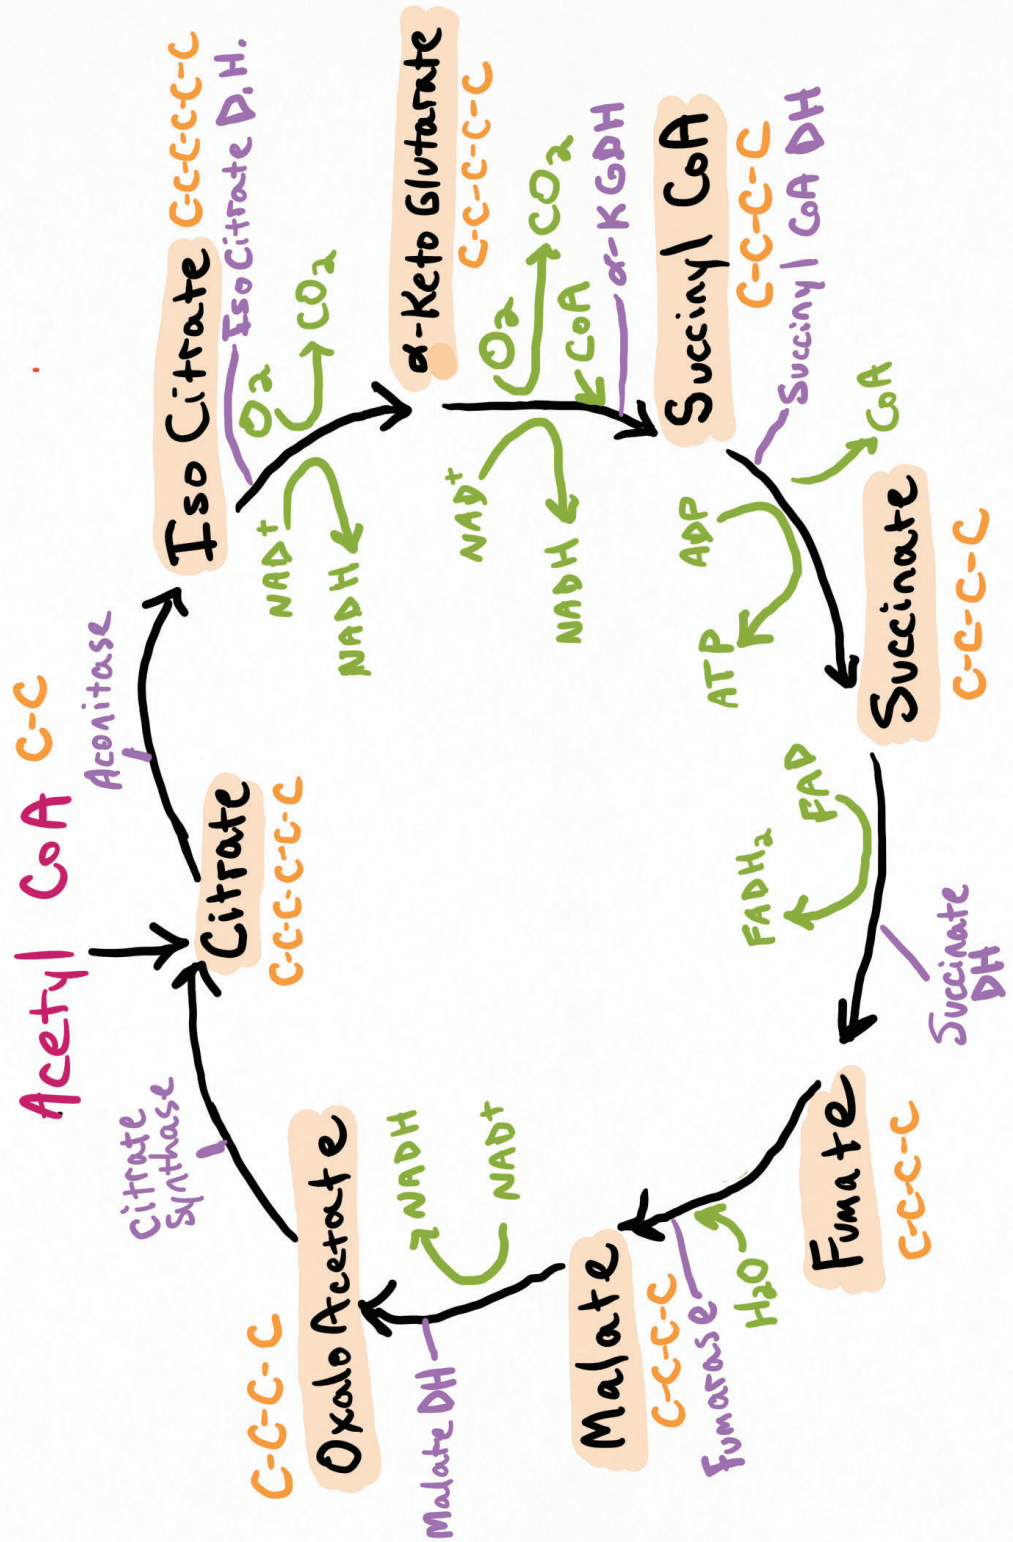 Acetyl CoA C-C
Citrate
Synthase
Aconitase
Citrate
C-C-C-C-C-C
Iso Citrate C-C-C-C-C-C
IsoCitrate D.H.
O2
CO2
NAD+
NADH
α-Keto Glutarate
C-C-C-C-C
O2
CO2
CoA
α-KGDH
NAD+
NADH
Succinyl CoA
C-C-C-C
Succinyl CoA DH
CoA
ADP
ATP
Succinate
C-C-C-C
FAD
FADH2
Succinate
DH
Fumate
C-C-C-C
H2O
Fumarase
Malate
C-C-C-C
Malate DH
NAD+
NADH
C-C-C-C
Oxalo Acetate